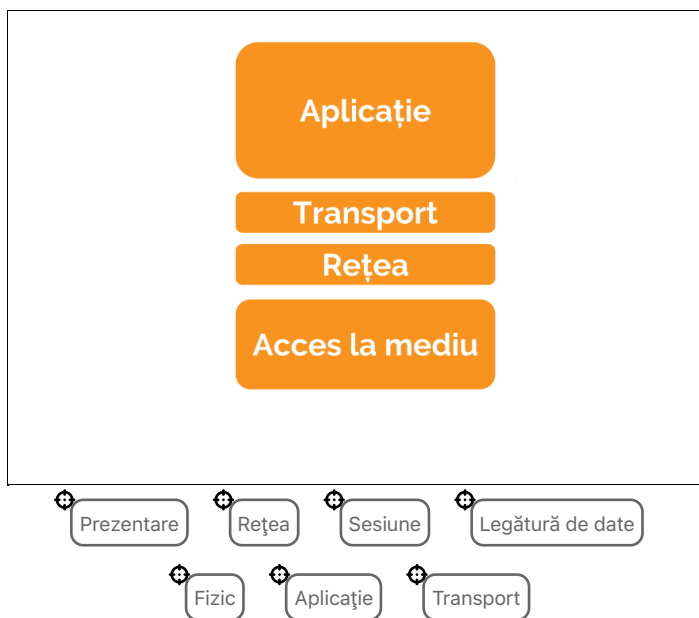 Aplicație
Transport
Rețea
Acces la mediu
Prezentare Reţea Sesiune Legătură de date
Fizic Aplicaţie Transport